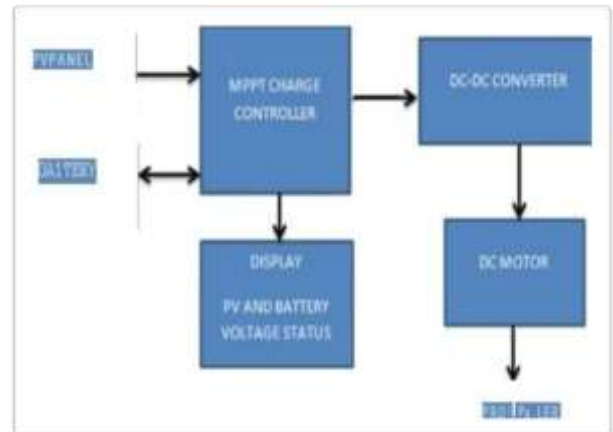 PVPANEL
MPPT CHARGE
CONTROLLER
DC-DC CONVERTER
BATTERY
DISPLAY
PV AND BATTERY
VOLTAGE STATUS
DC MOTOR